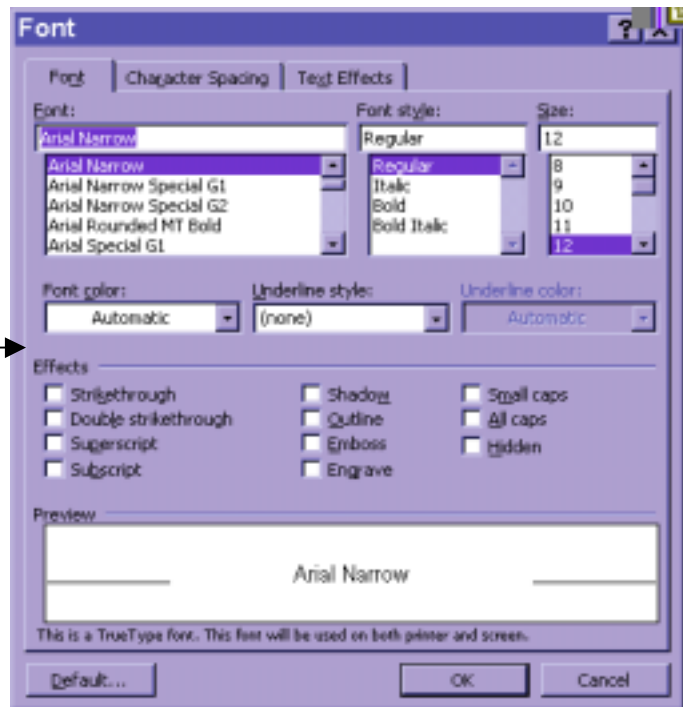 Font
?
Font Character Spacing Text Effects
Font: Font style: Size:
Arial Narrow Regular 12
Arial Narrow Regular 8
Arial Narrow Special G1 Italic 9
Arial Narrow Special G2 Bold 10
Arial Rounded MT Bold Bold Italic 11
Arial Special G1 12
Font color: Underline style: Underline color:
Automatic (none) Automatic
Effects
Strikethrough Shadow Small caps
Double strikethrough Outline All caps
Superscript Emboss Hidden
Subscript Engrave
Preview
Arial Narrow
This is a TrueType font. This font will be used on both printer and screen.
Default... OK Cancel